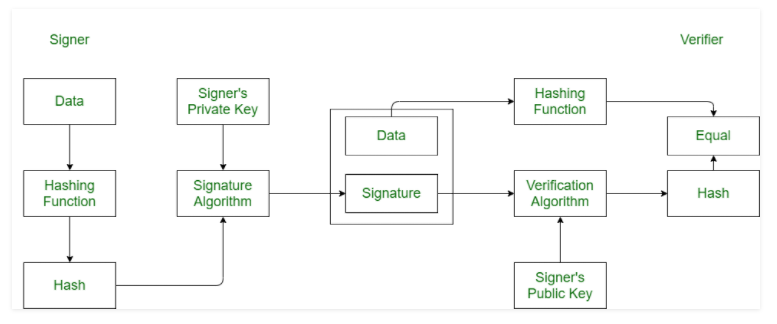 Signer
Verifier
Data
Signer's
Private Key
Hashing
Function
Data
Equal
Hashing
Function
Signature
Algorithm
Signature
Verification
Algorithm
Hash
Hash
Signer's
Public Key